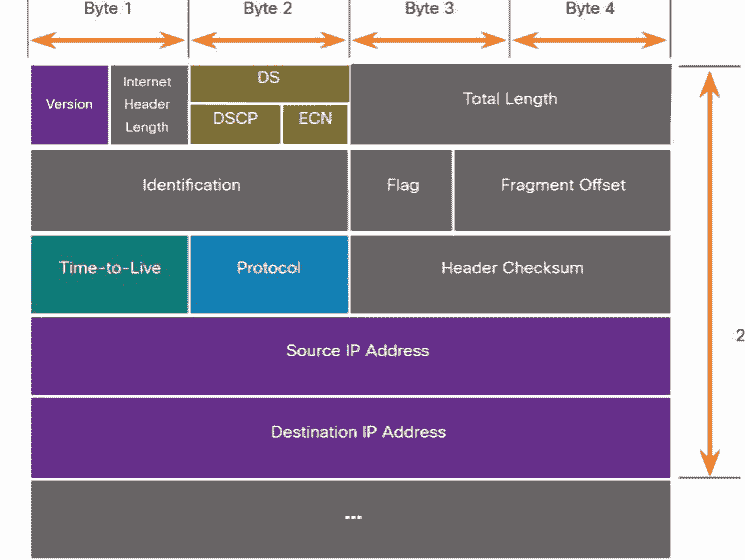 Byte 1 Byte 2 Byte 3 Byte 4
Version
Internet
Header
Length
DS
DSCP ECN
Total Length
Identification Flag Fragment Offset
Time-to-Live Protocol Header Checksum
Source IP Address
2
Destination IP Address
...